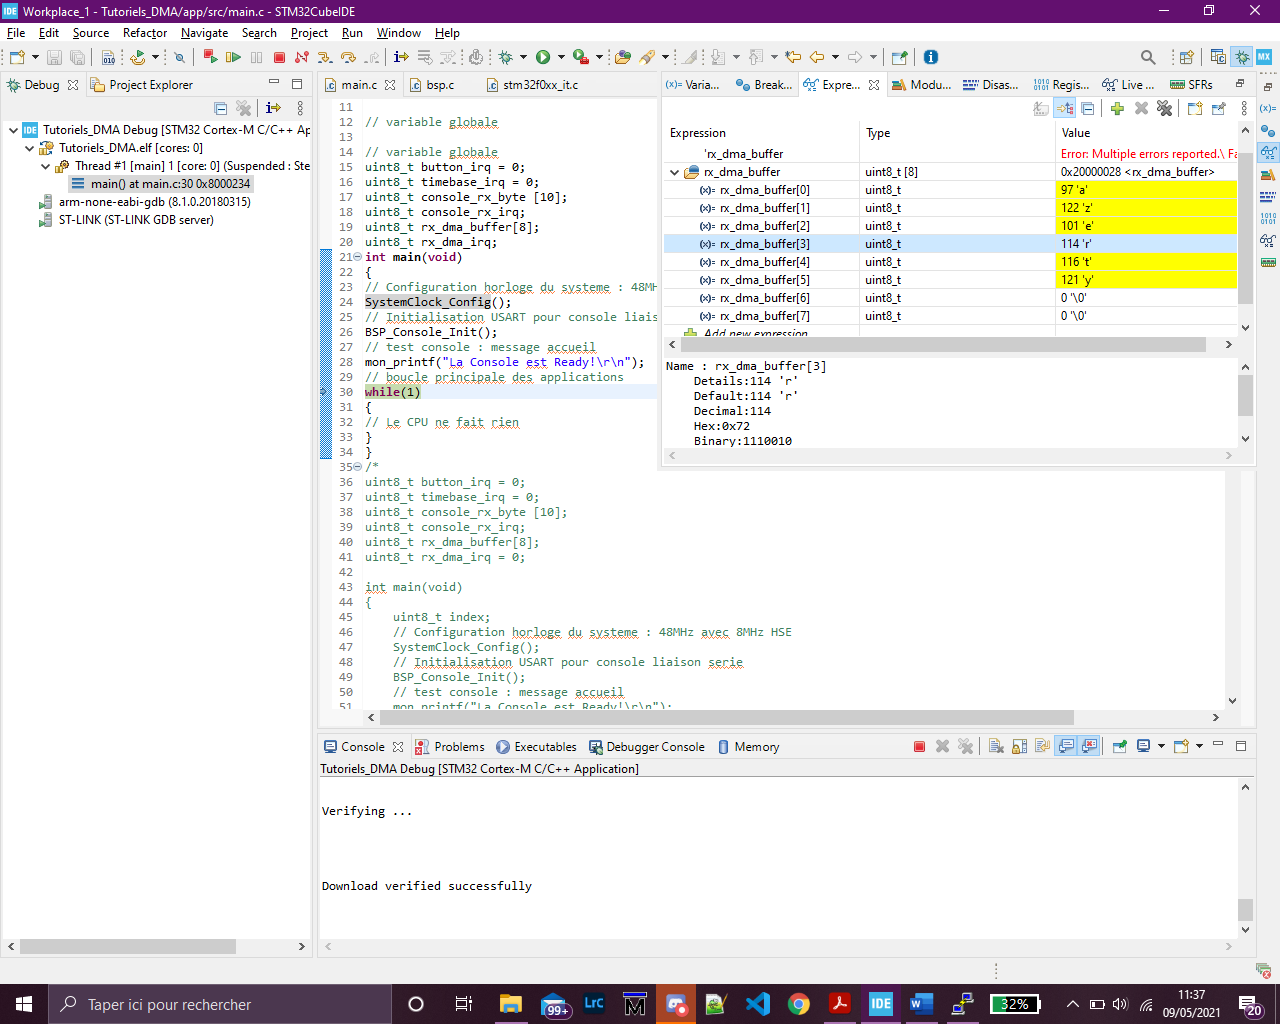 IDE Workplace_1 - Tutoriels_DMA/app/src/main.c - STM32CubeIDE
File Edit Source Refactor Navigate Search Project Run Window Help
Debug Project Explorer
Tutoriels_DMA Debug [STM32 Cortex-M C/C++ Ap
Tutoriels_DMA.elf [cores: 0]
Thread #1 [main] 1 [core: 0] (Suspended : Ste
main() at main.c:30 0x8000234
arm-none-eabi-gdb (8.1.0.20180315)
ST-LINK (ST-LINK GDB server)
main.c bsp.c stm32f0xx_it.c
11
12 // variable globale
13
14 // variable globale
15 uint8_t button_irq = 0;
16 uint8_t timebase_irq = 0;
17 uint8_t console_rx_byte [10];
18 uint8_t console_rx_irq;
19 uint8_t rx_dma_buffer[8];
20 uint8_t rx_dma_irq;
21 int main(void)
22 {
23 // Configuration horloge du systeme : 48MH
24 SystemClock_Config();
25 // Initialisation USART pour console liais
26 BSP_Console_Init();
27 // test console : message accueil
28 mon_printf("La Console est Ready!\r\n");
29 // boucle principale des applications
30 while(1)
31 {
32 // Le CPU ne fait rien
33 }
34 }
35 /*
36 uint8_t button_irq = 0;
37 uint8_t timebase_irq = 0;
38 uint8_t console_rx_byte [10];
39 uint8_t console_rx_irq;
40 uint8_t rx_dma_buffer[8];
41 uint8_t rx_dma_irq = 0;
42
43 int main(void)
44 {
45 uint8_t index;
46 // Configuration horloge du systeme : 48MHz avec 8MHz HSE
47 SystemClock_Config();
48 // Initialisation USART pour console liaison serie
49 BSP_Console_Init();
50 // test console : message accueil
51 mon_printf("La Console est Ready!\r\n");
(x)= Varia... Break... Expre... Modu... Disas... Regis... Live ... SFRs
Expression Type Value
'rx_dma_buffer Error: Multiple errors reported.\ Fa
rx_dma_buffer uint8_t [8] 0x20000028 <rx_dma_buffer>
(x)= rx_dma_buffer[0] uint8_t 97 'a'
(x)= rx_dma_buffer[1] uint8_t 122 'z'
(x)= rx_dma_buffer[2] uint8_t 101 'e'
(x)= rx_dma_buffer[3] uint8_t 114 'r'
(x)= rx_dma_buffer[4] uint8_t 116 't'
(x)= rx_dma_buffer[5] uint8_t 121 'y'
(x)= rx_dma_buffer[6] uint8_t 0 '\0'
(x)= rx_dma_buffer[7] uint8_t 0 '\0'
Add new expression
Name : rx_dma_buffer[3]
Details:114 'r'
Default:114 'r'
Decimal:114
Hex:0x72
Binary:1110010
Console Problems Executables Debugger Console Memory
Tutoriels_DMA Debug [STM32 Cortex-M C/C++ Application]
Verifying ...
Download verified successfully
Taper ici pour rechercher
99+
LrC
IDE
32%
11:37
09/05/2021
20